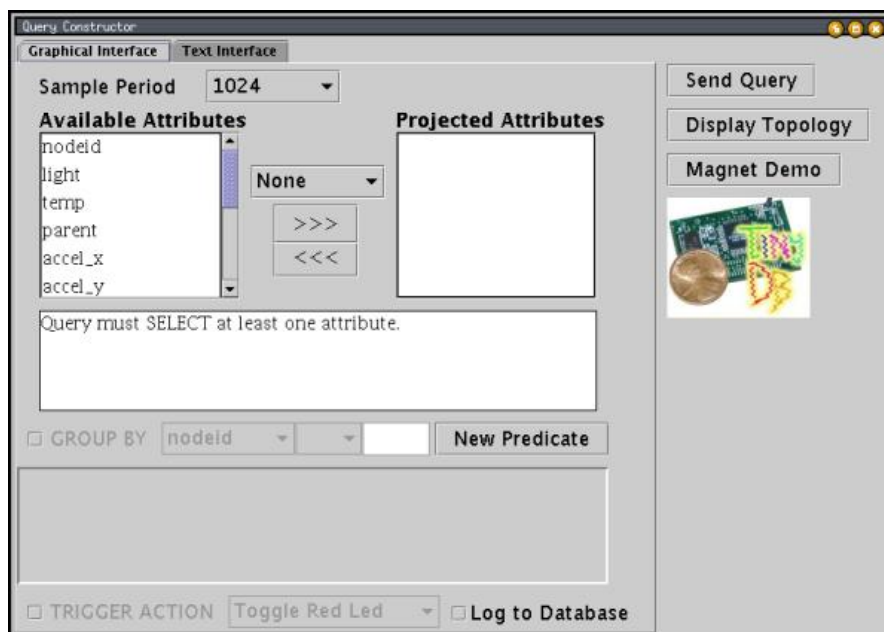 Query Constructor
Graphical Interface
Text Interface
Sample Period
1024
Available Attributes
Projected Attributes
nodeid
light
temp
parent
accel_x
accel_y
None
>>>
<<<
Query must SELECT at least one attribute.
GROUP BY
nodeid
New Predicate
TRIGGER ACTION
Toggle Red Led
Log to Database
Send Query
Display Topology
Magnet Demo
Tiny
DB